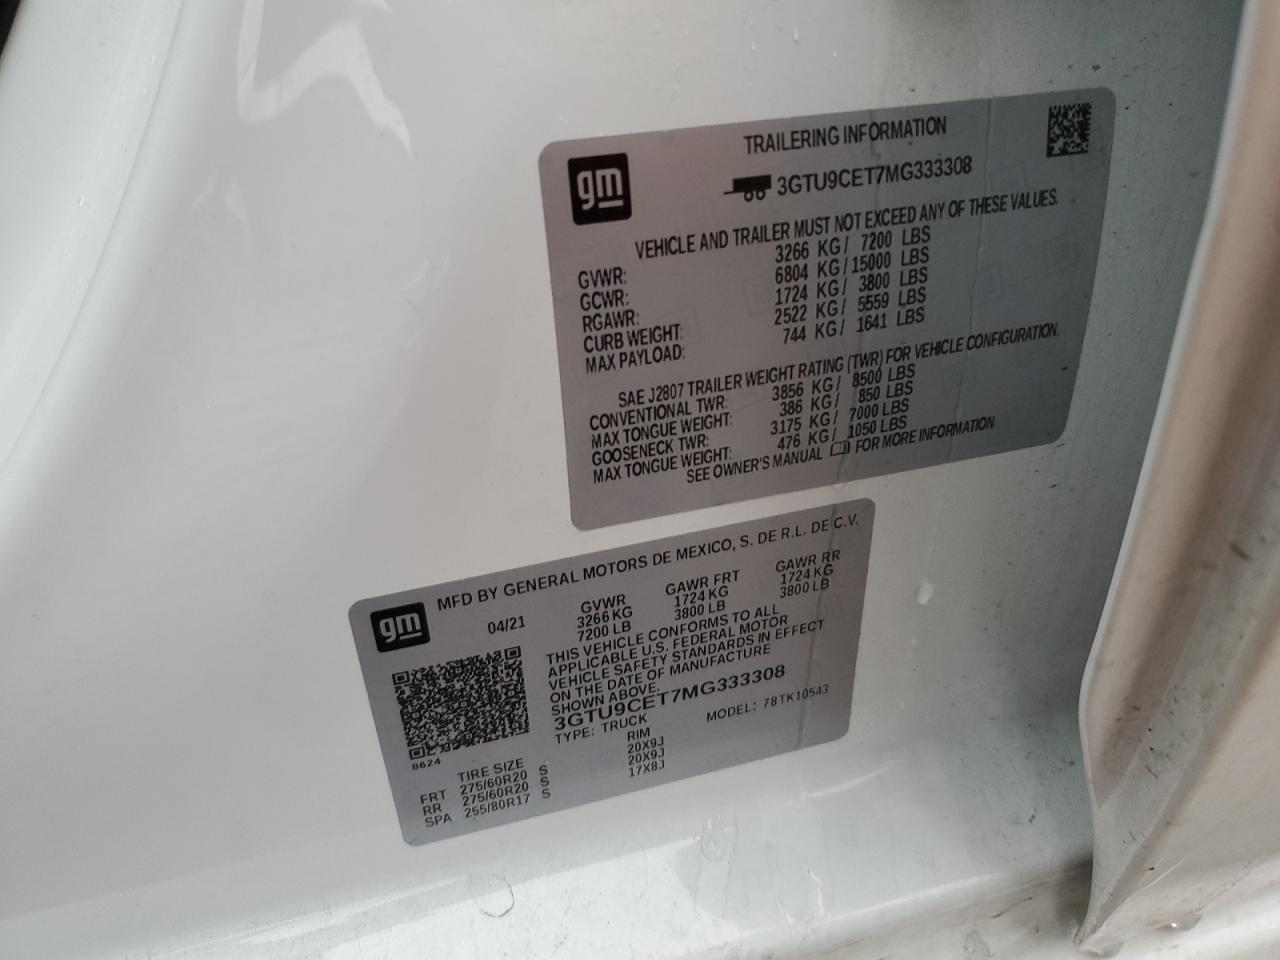 TRAILERING INFORMATION
gm
3GTU9CET7MG333308
VEHICLE AND TRAILER MUST NOT EXCEED ANY OF THESE VALUES.
GVWR: 3266 KG/ 7200 LBS
GCWR: 6804 KG/ 15000 LBS
RGAWR: 1724 KG/ 3800 LBS
CURB WEIGHT: 2522 KG/ 5559 LBS
MAX PAYLOAD: 744 KG/ 1641 LBS
SAE J2807 TRAILER WEIGHT RATING (TWR) FOR VEHICLE CONFIGURATION.
CONVENTIONAL TWR: 3856 KG/ 8500 LBS
MAX TONGUE WEIGHT: 386 KG/ 850 LBS
GOOSENECK TWR: 3175 KG/ 7000 LBS
MAX TONGUE WEIGHT: 476 KG/ 1050 LBS
SEE OWNER'S MANUAL FOR MORE INFORMATION
MFD BY GENERAL MOTORS DE MEXICO, S. DE R.L. DE C.V.
gm
04/21
GVWR GAWR FRT GAWR RR
3266 KG 1724 KG 1724 KG
7200 LB 3800 LB 3800 LB
THIS VEHICLE CONFORMS TO ALL
APPLICABLE U.S. FEDERAL MOTOR
VEHICLE SAFETY STANDARDS IN EFFECT
ON THE DATE OF MANUFACTURE
SHOWN ABOVE.
3GTU9CET7MG333308
TYPE: TRUCK MODEL: 78TK10543
8624
TIRE SIZE RIM
FRT 275/60R20 S 20X9J
RR 275/60R20 S 20X9J
SPA 255/80R17 S 17X8J